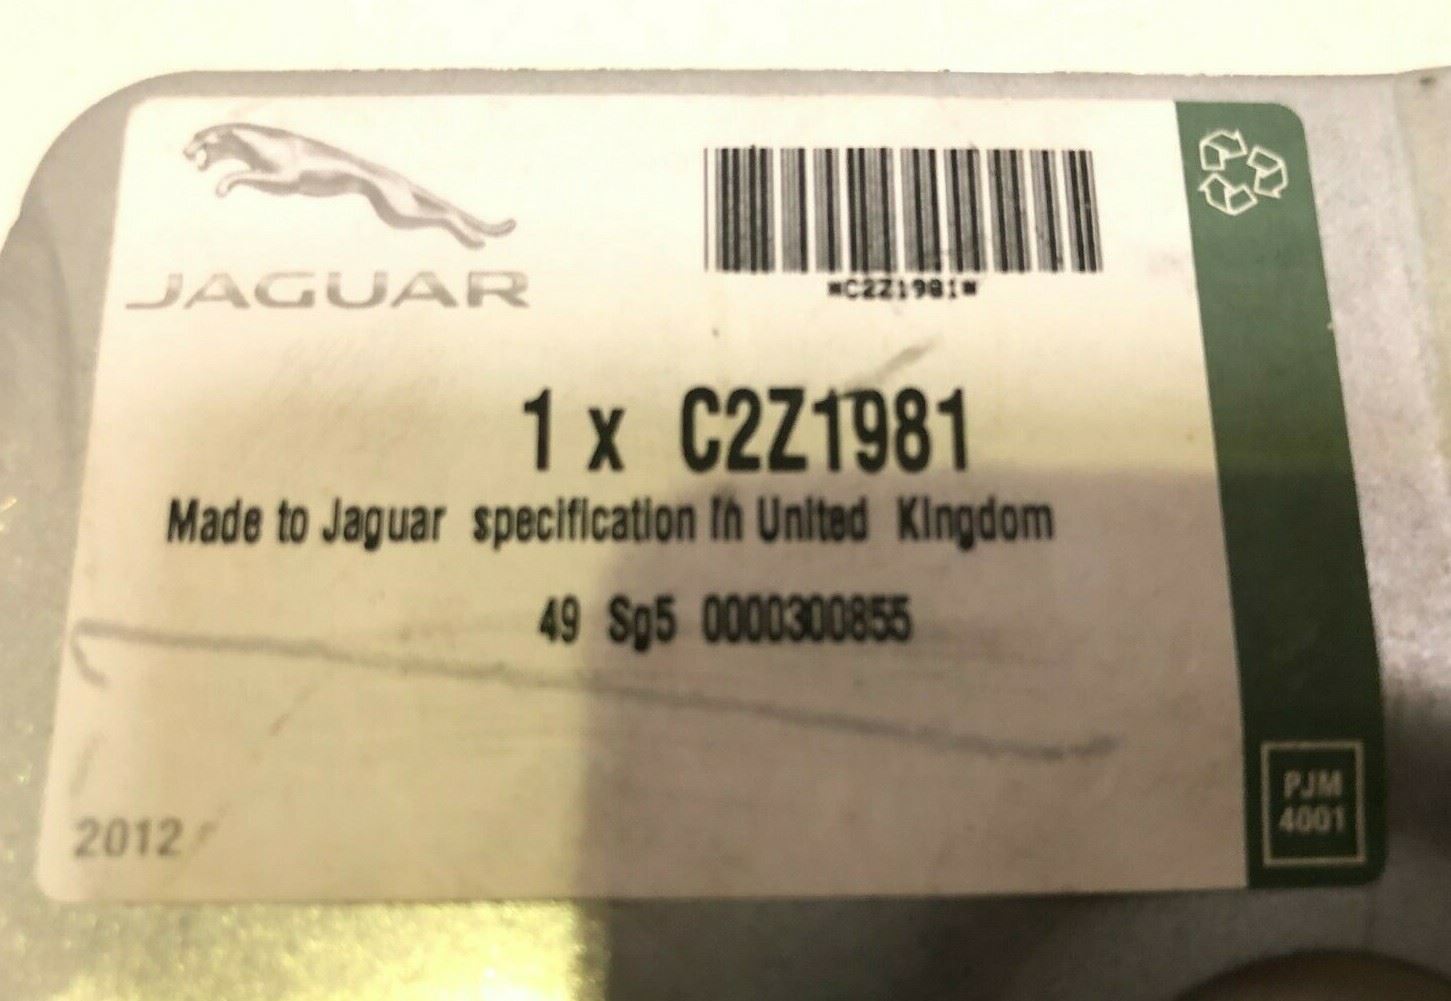 JAGUAR
*C2Z1981*
1 x C2Z1981
Made to Jaguar specification in United Kingdom
49 Sg5 0000300855
2012
PJM
4001